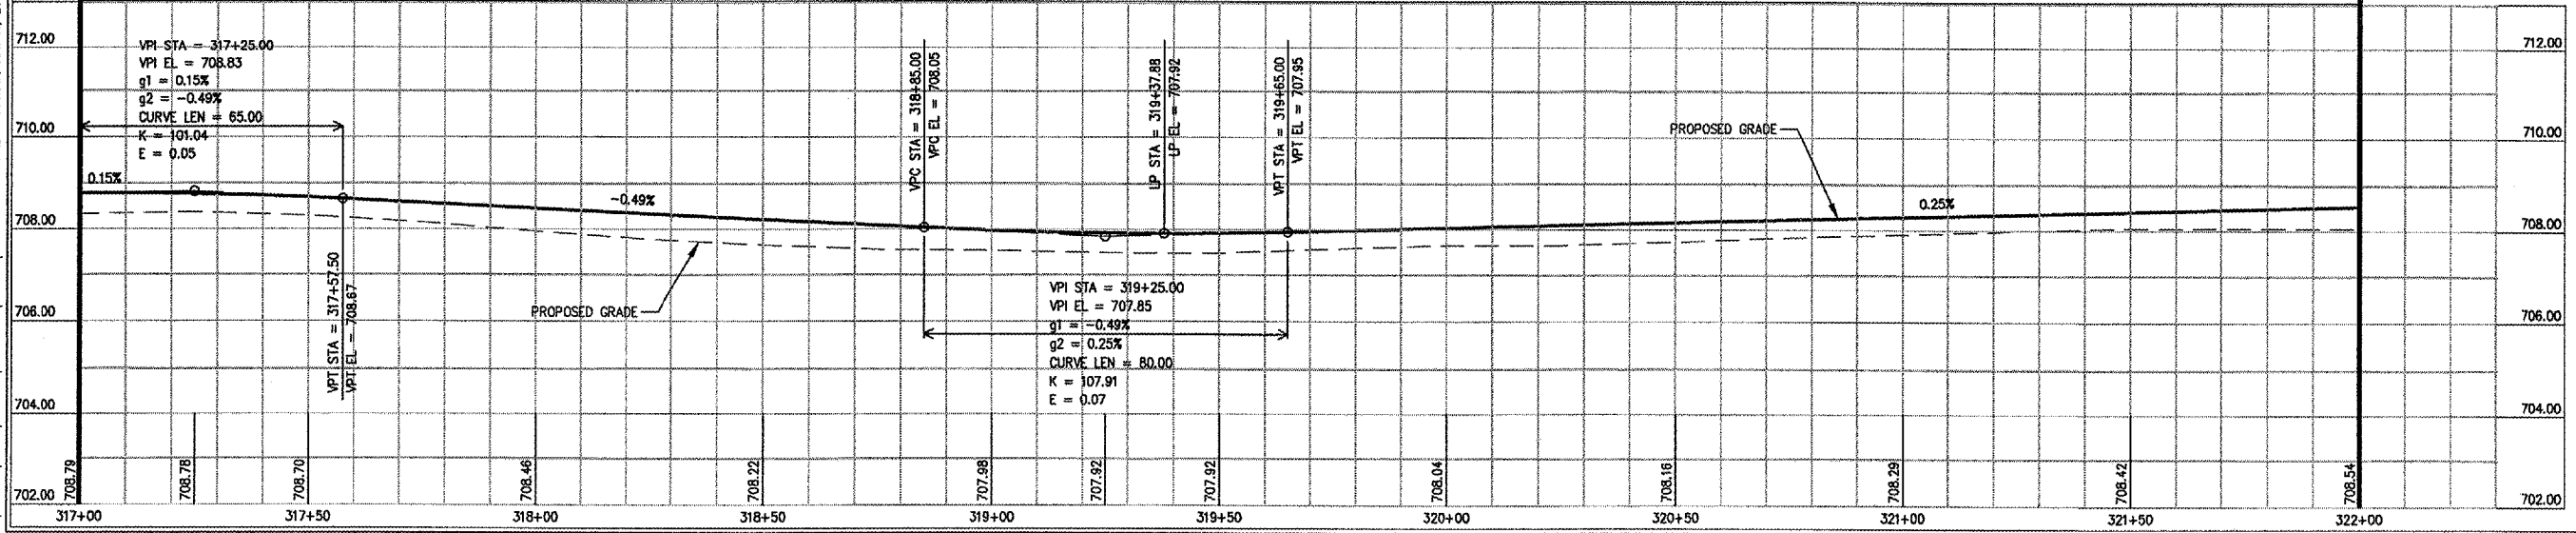 712.00
710.00
708.00
706.00
704.00
702.00
VPI STA = 317+25.00
VPI EL = 708.83
g1 = 0.15%
g2 = -0.49%
CURVE LEN = 65.00
K = 101.04
E = 0.05
0.15%
VPT STA = 317+57.50
VPT EL = 708.67
-0.49%
PROPOSED GRADE
VPC STA = 318+85.00
VPC EL = 708.05
LP STA = 319+37.88
LP EL = 707.92
VPT STA = 319+65.00
VPT EL = 707.95
VPI STA = 319+25.00
VPI EL = 707.85
g1 = -0.49%
g2 = 0.25%
CURVE LEN = 80.00
K = 107.91
E = 0.07
PROPOSED GRADE
0.25%
712.00
710.00
708.00
706.00
704.00
702.00
708.79
708.78
708.70
708.46
708.22
707.98
707.92
707.92
708.04
708.16
708.29
708.42
708.54
317+00
317+50
318+00
318+50
319+00
319+50
320+00
320+50
321+00
321+50
322+00